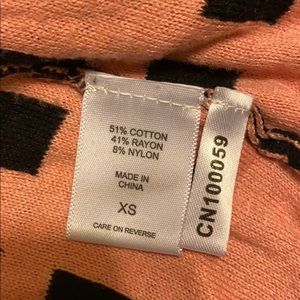 51% COTTON
41% RAYON
8% NYLON
MADE IN
CHINA
XS
CARE ON REVERSE
CN100059